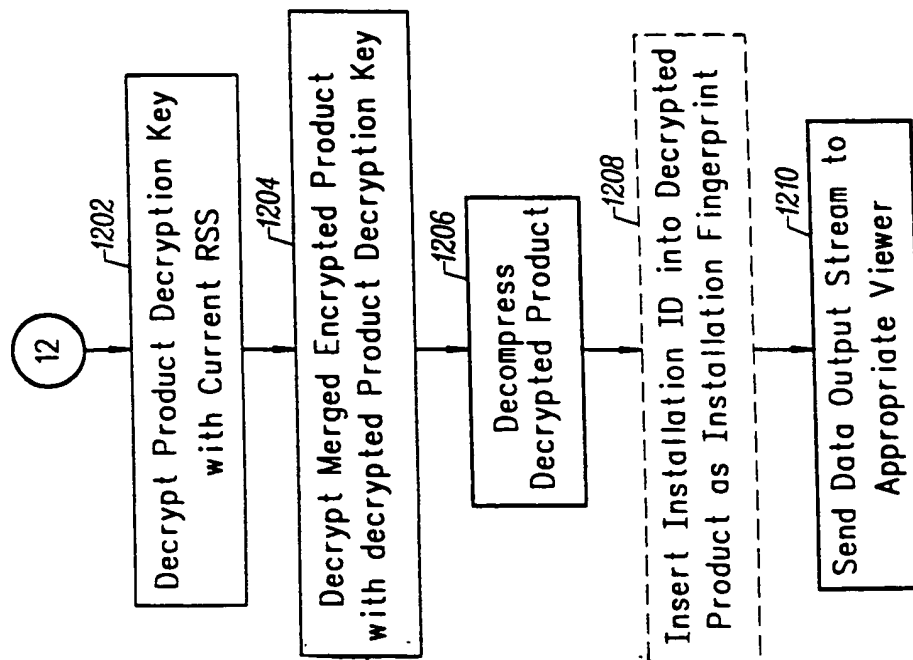 12
1202
Decrypt Product Decryption Key
with Current RSS
1204
Decrypt Merged Encrypted Product
with decrypted Product Decryption Key
1206
Decompress
Decrypted Product
1208
Insert Installation ID into Decrypted
Product as Installation Fingerprint
1210
Send Data Output Stream to
Appropriate Viewer